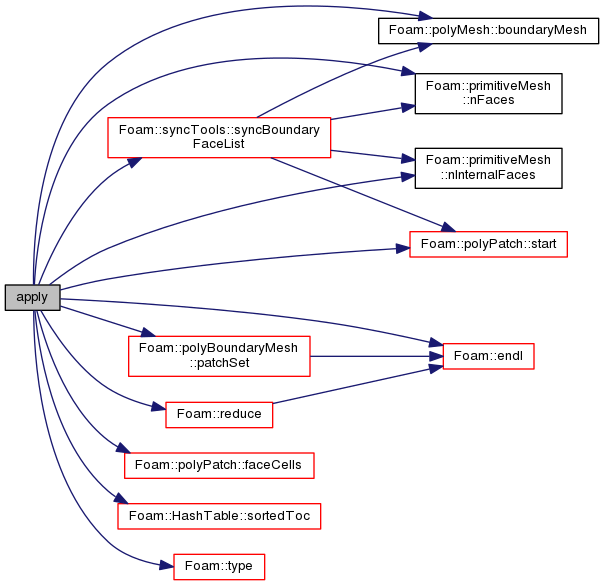 Foam::polyMesh::boundaryMesh
Foam::primitiveMesh
::nFaces
Foam::syncTools::syncBoundary
FaceList
Foam::primitiveMesh
::nInternalFaces
Foam::polyPatch::start
apply
Foam::polyBoundaryMesh
::patchSet
Foam::endl
Foam::reduce
Foam::polyPatch::faceCells
Foam::HashTable::sortedToc
Foam::type